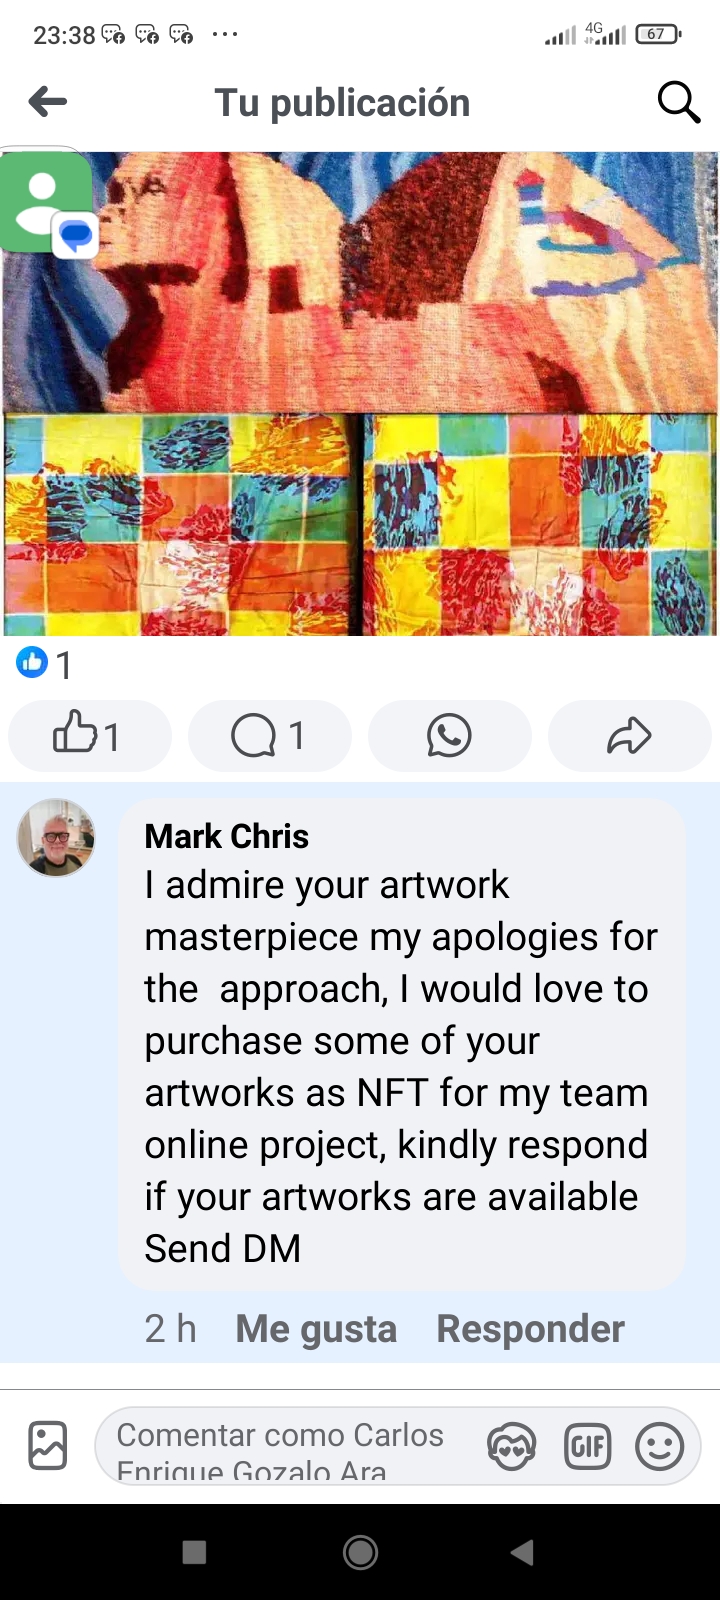 23:38 4G 67
Tu publicación
1
1 1
Mark Chris
I admire your artwork
masterpiece my apologies for
the approach, I would love to
purchase some of your
artworks as NFT for my team
online project, kindly respond
if your artworks are available
Send DM
2 h Me gusta Responder
Comentar como Carlos
Enrique Gozalo Ara
GIF